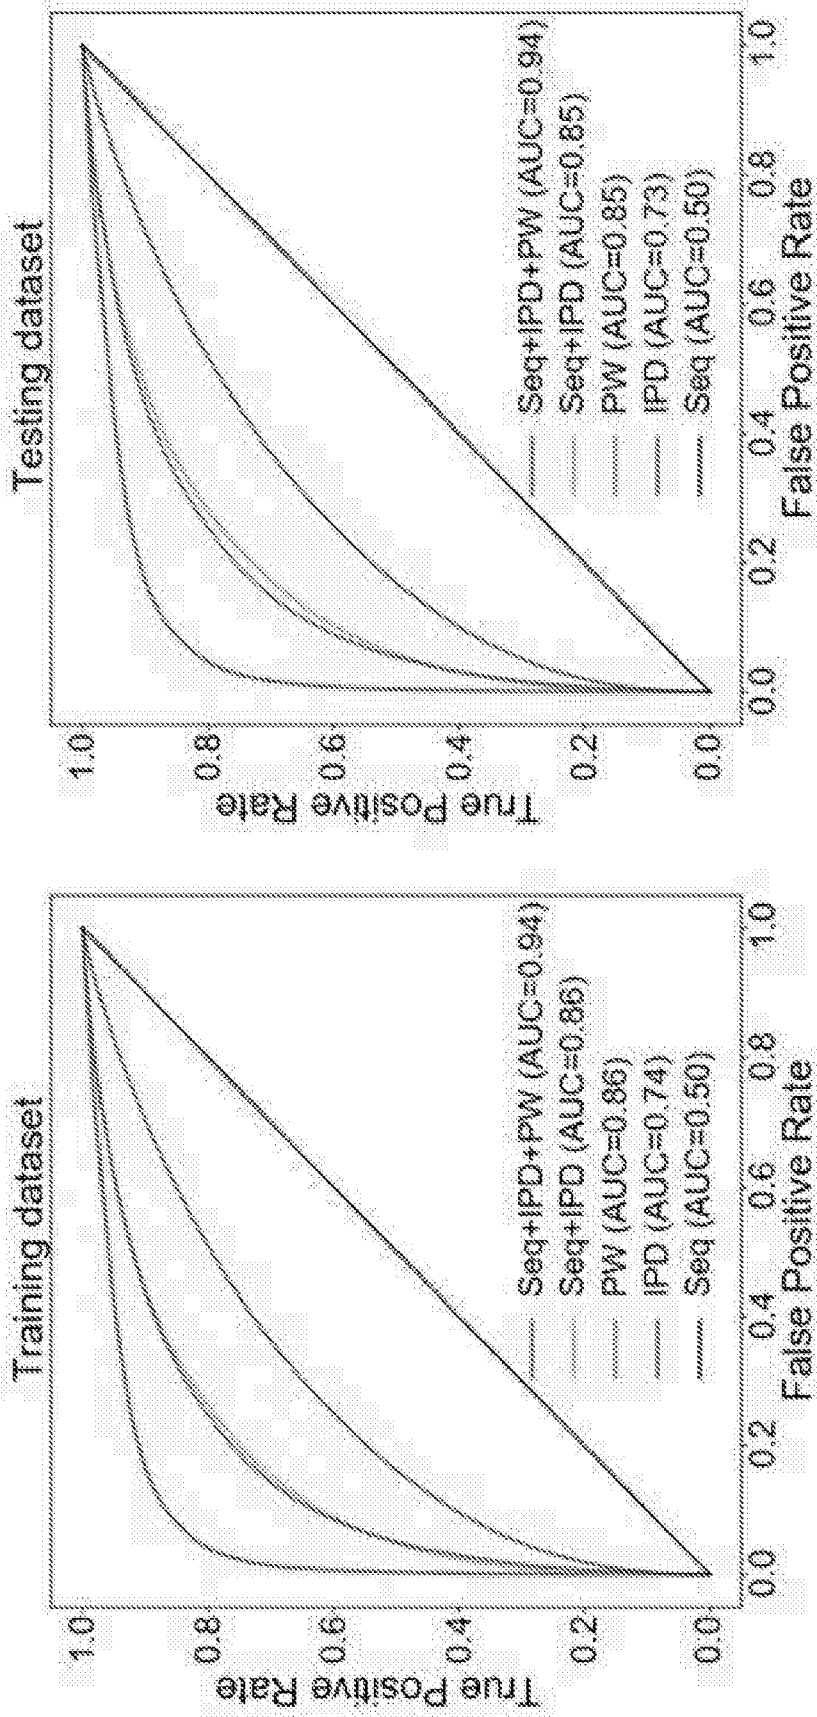 Training dataset
True Positive Rate
1.0
0.8
0.6
0.4
0.2
0.0
Seq+IPD+PW (AUC=0.94)
Seq+IPD (AUC=0.86)
PW (AUC=0.86)
IPD (AUC=0.74)
Seq (AUC=0.50)
0.0 0.2 0.4 0.6 0.8 1.0
False Positive Rate
Testing dataset
True Positive Rate
1.0
0.8
0.6
0.4
0.2
0.0
Seq+IPD+PW (AUC=0.94)
Seq+IPD (AUC=0.85)
PW (AUC=0.85)
IPD (AUC=0.73)
Seq (AUC=0.50)
0.0 0.2 0.4 0.6 0.8 1.0
False Positive Rate